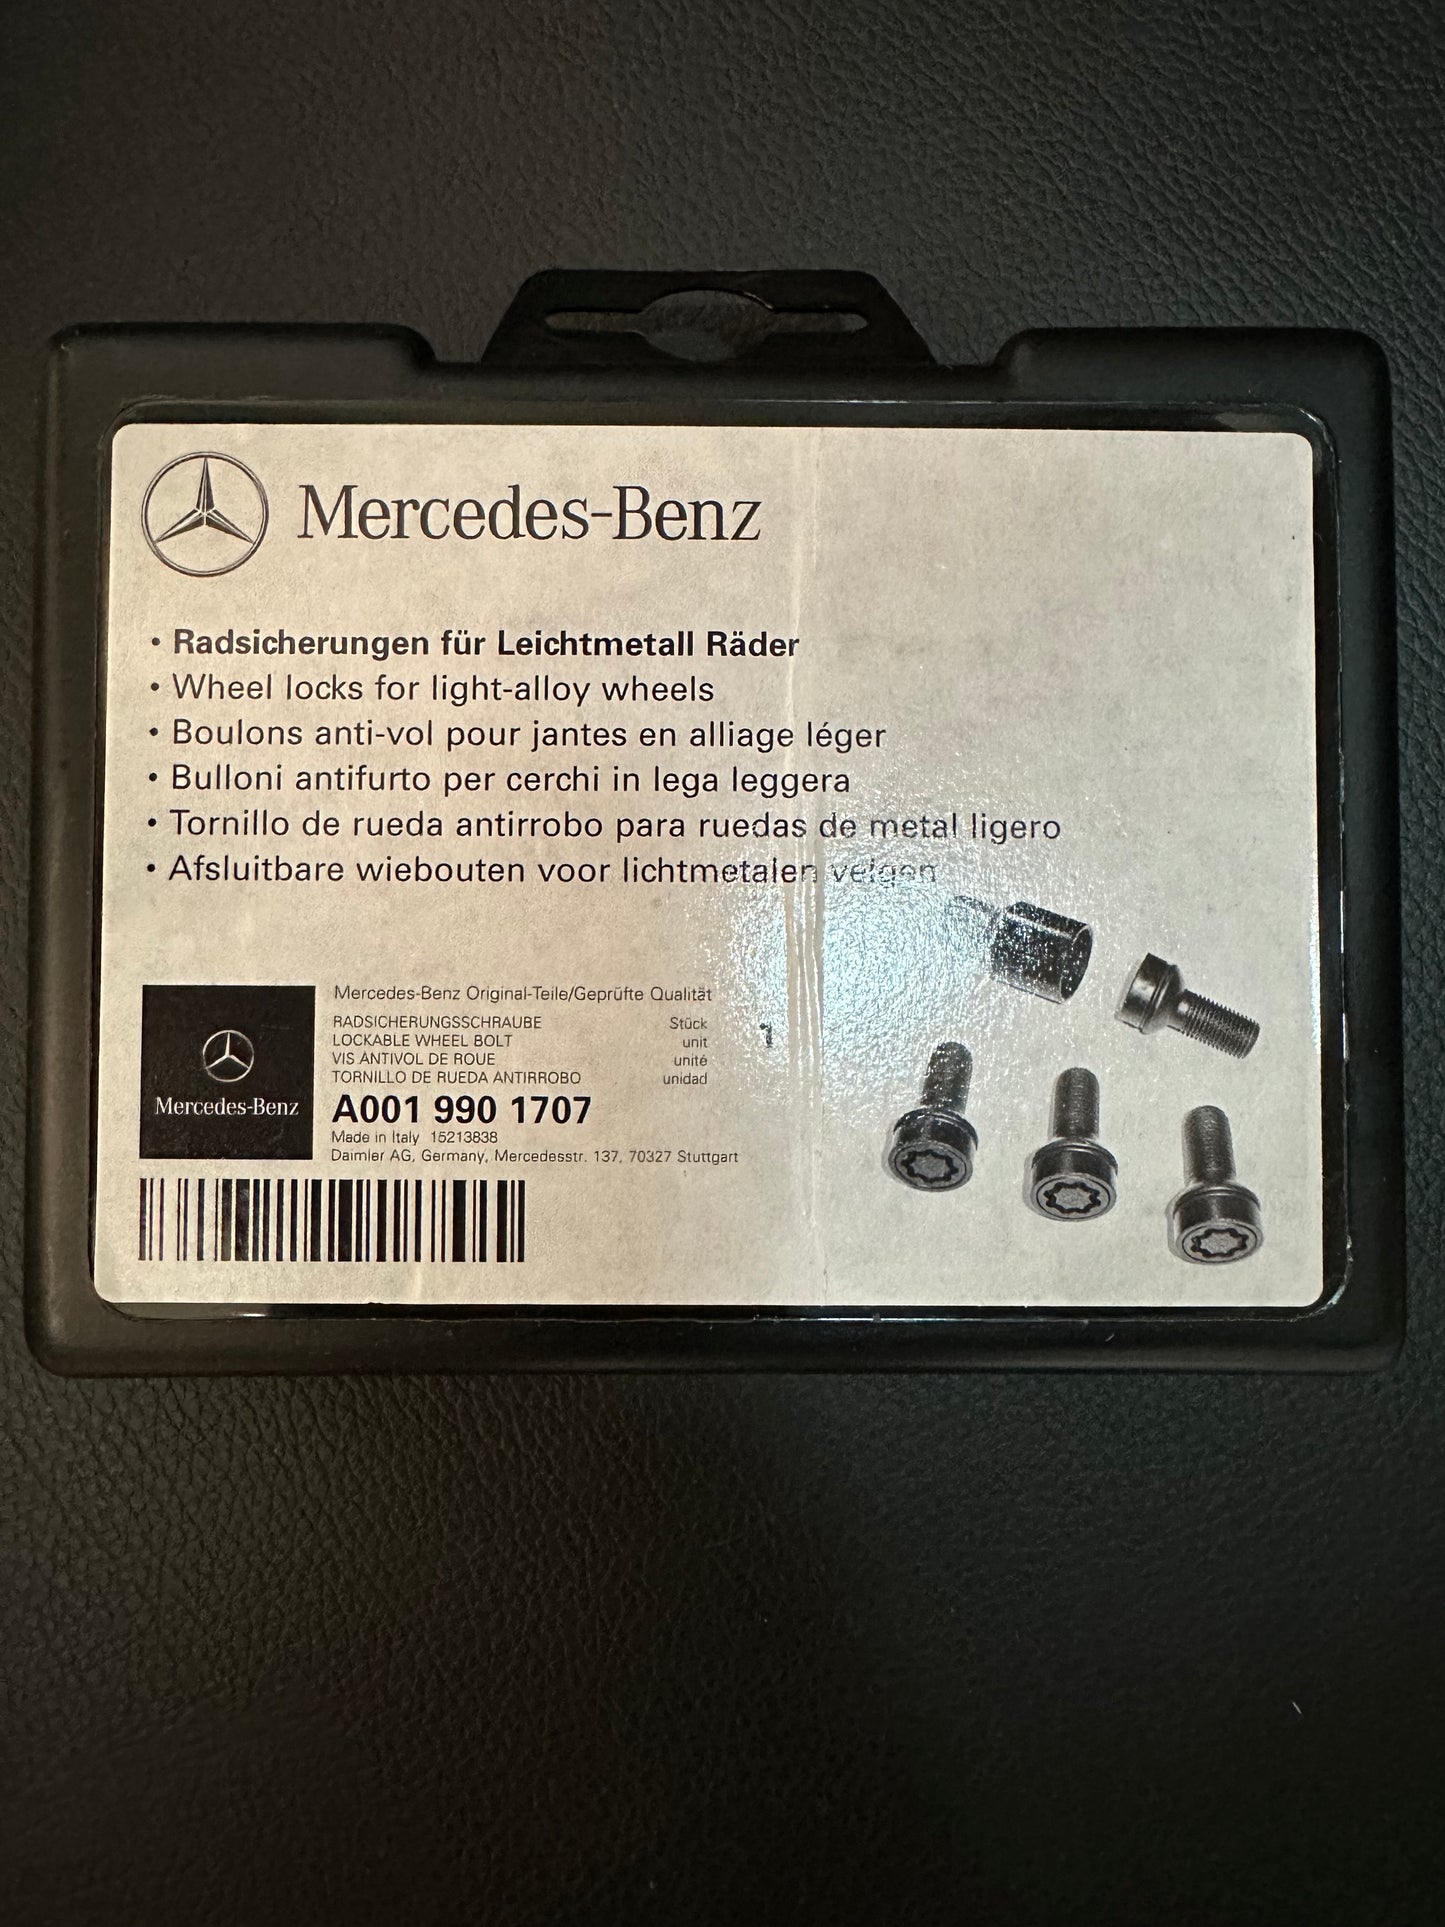 Mercedes-Benz
• Radsicherungen für Leichtmetall Räder
• Wheel locks for light-alloy wheels
• Boulons anti-vol pour jantes en alliage léger
• Bulloni antifurto per cerchi in lega leggera
• Tornillo de rueda antirrobo para ruedas de metal ligero
• Afsluitbare wiebouten voor lichtmetalen velgen
Mercedes-Benz
Mercedes-Benz Original-Teile/Geprüfte Qualität
RADSICHERUNGSSCHRAUBE Stück 1
LOCKABLE WHEEL BOLT unit
VIS ANTIVOL DE ROUE unité
TORNILLO DE RUEDA ANTIRROBO unidad
A001 990 1707
Made in Italy 15213838
Daimler AG, Germany, Mercedesstr. 137, 70327 Stuttgart